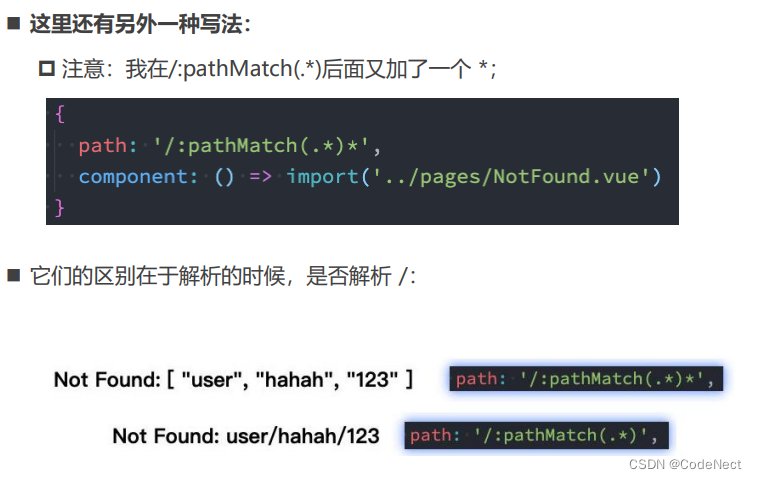 这里还有另外一种写法：
注意：我在/:pathMatch(.*)后面又加了一个 *；
{
path: '/:pathMatch(.*)*',
component: () => import('../pages/NotFound.vue')
}
它们的区别在于解析的时候，是否解析 /：
Not Found: [ "user", "hahah", "123" ] path: '/:pathMatch(.*)*',
Not Found: user/hahah/123 path: '/:pathMatch(.*)',
CSDN @CodeNect